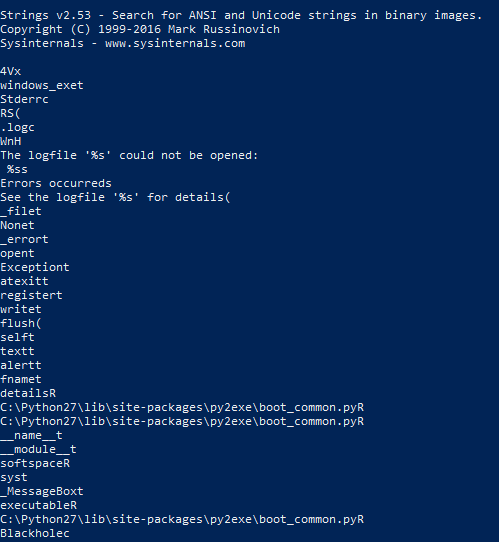 Strings v2.53 - Search for ANSI and Unicode strings in binary images.
Copyright (C) 1999-2016 Mark Russinovich
Sysinternals - www.sysinternals.com
4Vx
windows_exet
Stderrc
RS(
.logc
WnH
The logfile '%s' could not be opened:
%ss
Errors occurreds
See the logfile '%s' for details(
_filet
Nonet
_errort
opent
Exceptiont
atexitt
registert
writet
flush(
selft
textt
alertt
fnamet
detailsR
C:\Python27\lib\site-packages\py2exe\boot_common.pyR
C:\Python27\lib\site-packages\py2exe\boot_common.pyR
__name__t
__module__t
softspaceR
syst
_MessageBoxt
executableR
C:\Python27\lib\site-packages\py2exe\boot_common.pyR
Blackholec